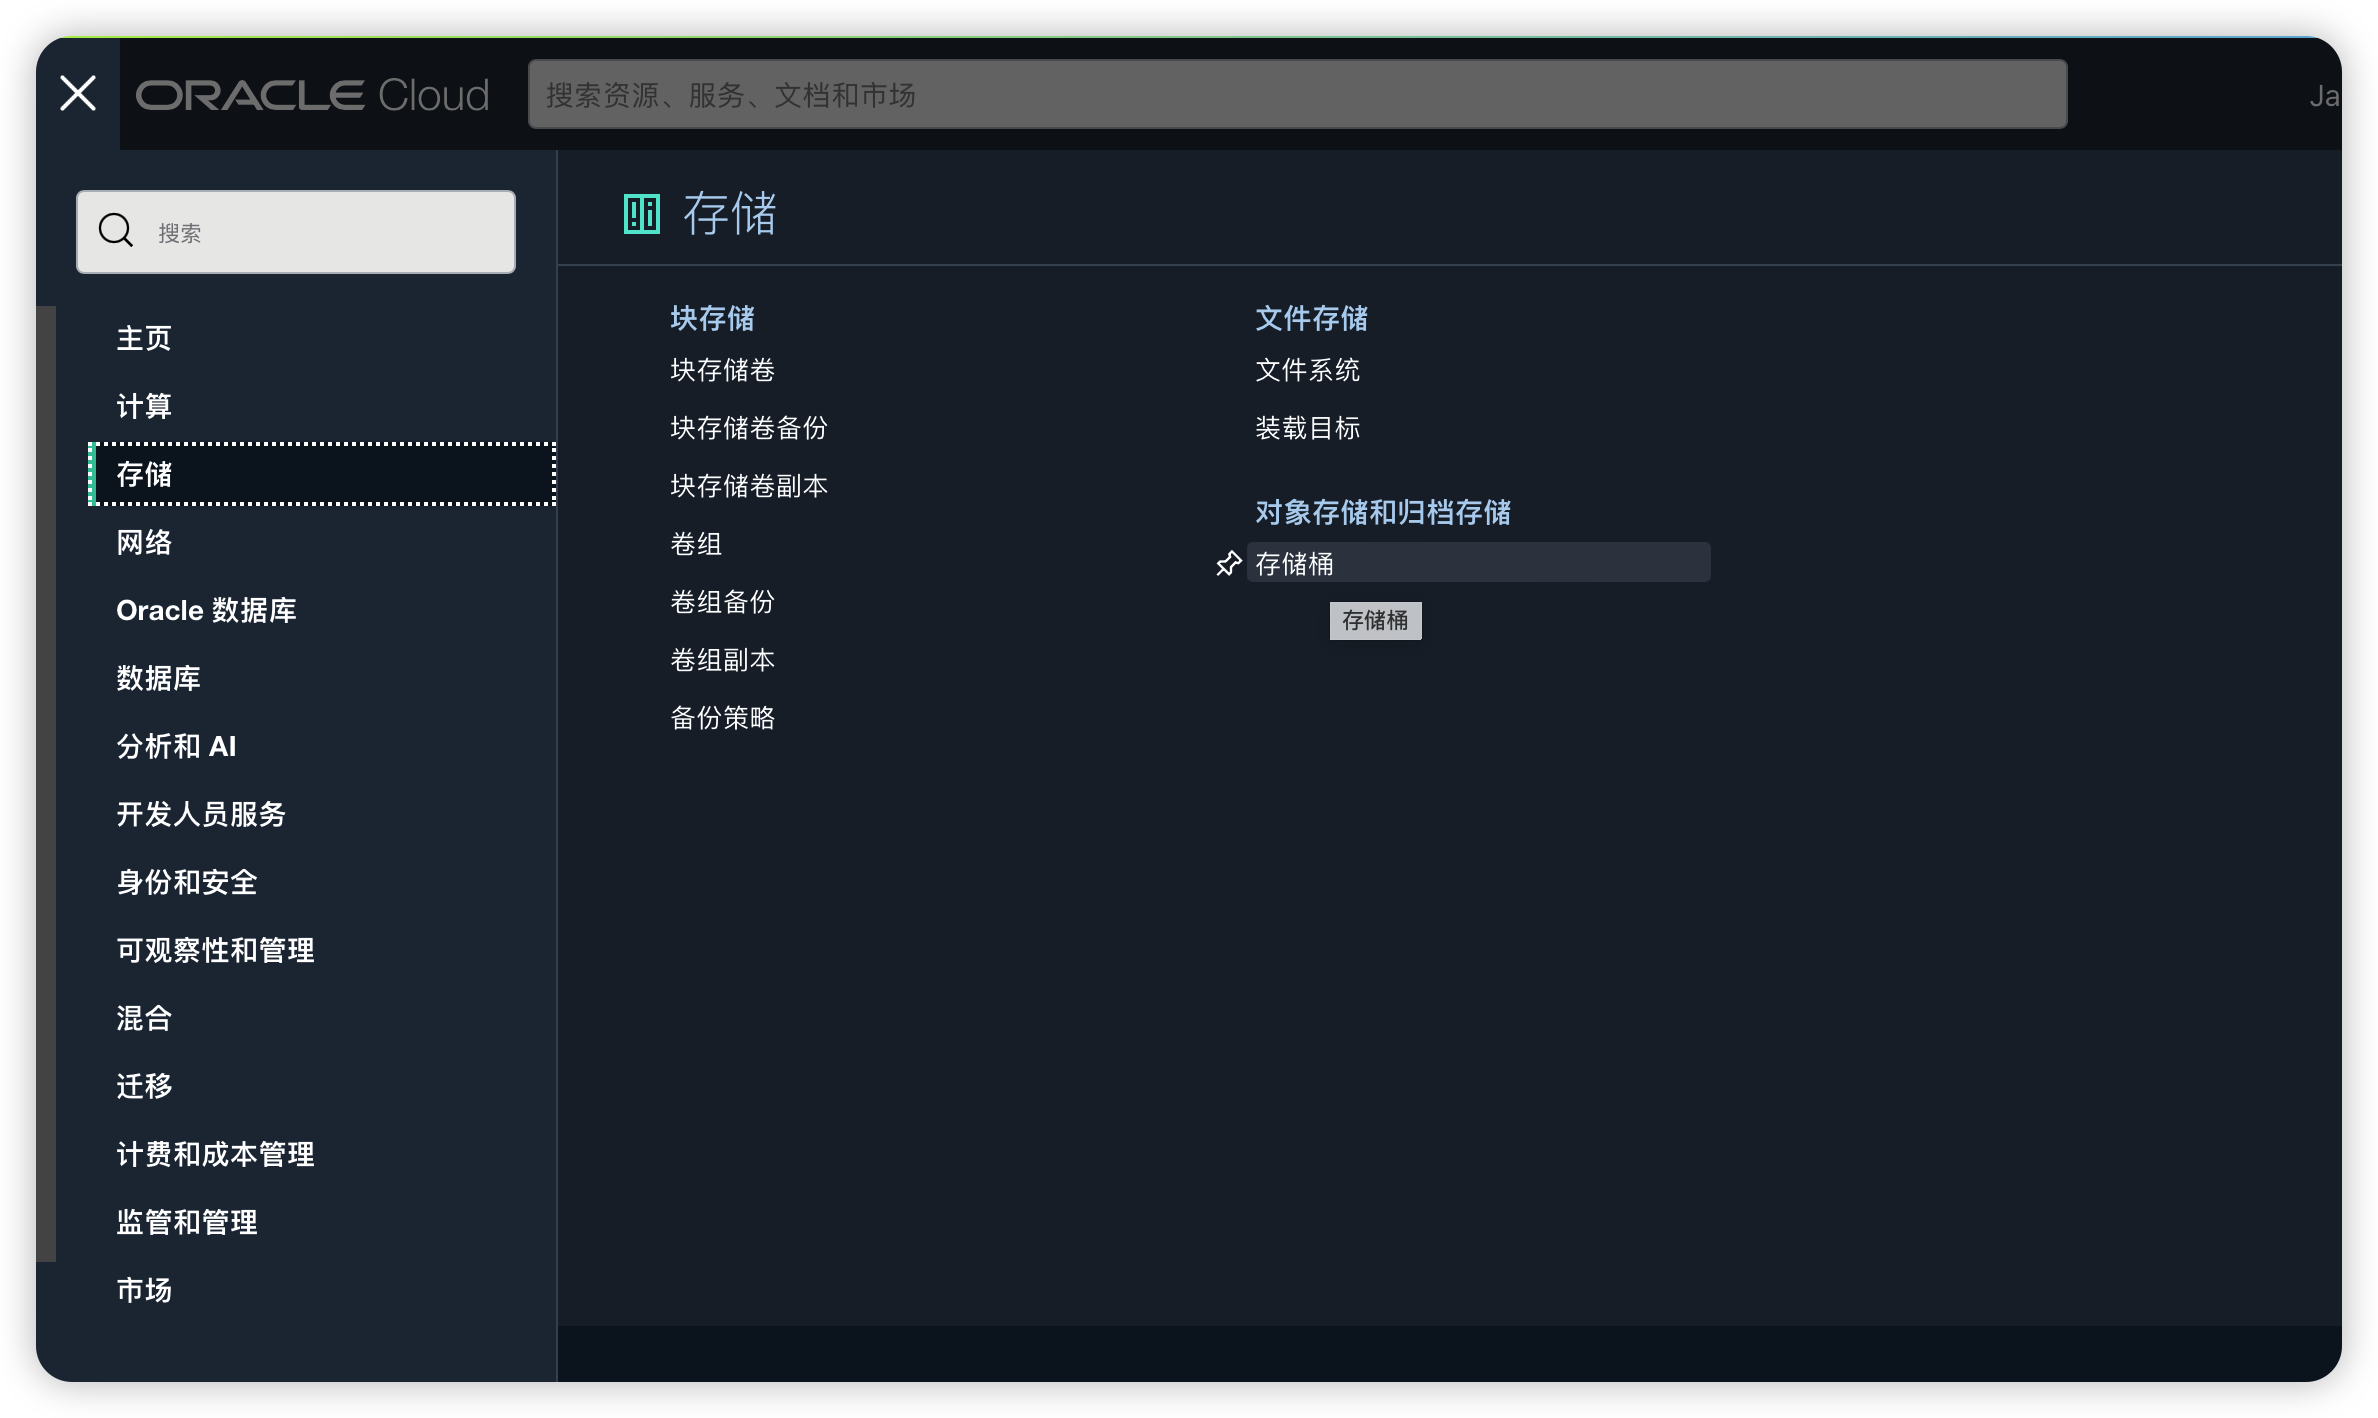 ORACLE Cloud
搜索资源、服务、文档和市场
Ja
搜索
主页
计算
存储
网络
Oracle 数据库
数据库
分析和 AI
开发人员服务
身份和安全
可观察性和管理
混合
迁移
计费和成本管理
监管和管理
市场
存储
块存储
块存储卷
块存储卷备份
块存储卷副本
卷组
卷组备份
卷组副本
备份策略
文件存储
文件系统
装载目标
对象存储和归档存储
存储桶
存储桶